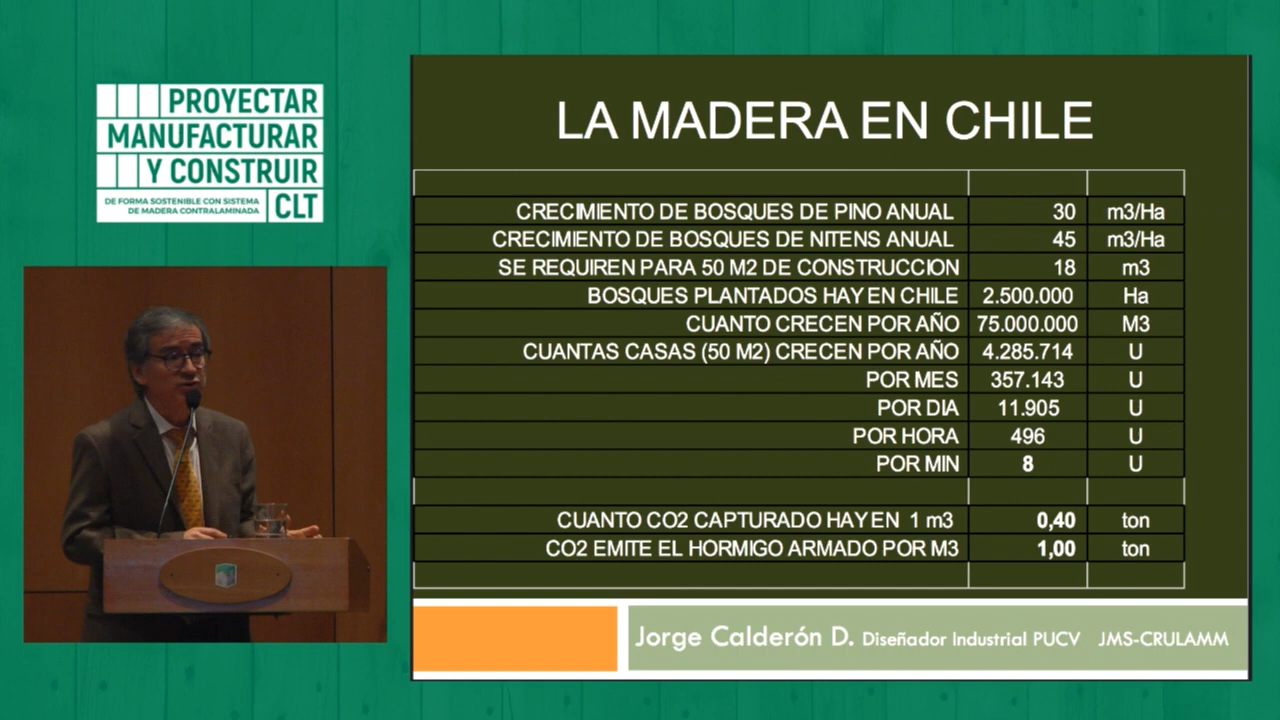 PROYECTAR
MANUFACTURAR
Y CONSTRUIR
DE FORMA SOSTENIBLE CON SISTEMA
DE MADERA CONTRALAMINADA
CLT
LA MADERA EN CHILE
CRECIMIENTO DE BOSQUES DE PINO ANUAL 30 m3/Ha
CRECIMIENTO DE BOSQUES DE NITENS ANUAL 45 m3/Ha
SE REQUIREN PARA 50 M2 DE CONSTRUCCION 18 m3
BOSQUES PLANTADOS HAY EN CHILE 2.500.000 Ha
CUANTO CRECEN POR AÑO 75.000.000 M3
CUANTAS CASAS (50 M2) CRECEN POR AÑO 4.285.714 U
POR MES 357.143 U
POR DIA 11.905 U
POR HORA 496 U
POR MIN 8 U
CUANTO CO2 CAPTURADO HAY EN 1 m3 0,40 ton
CO2 EMITE EL HORMIGO ARMADO POR M3 1,00 ton
Jorge Calderón D. Diseñador Industrial PUCV JMS-CRULAMM